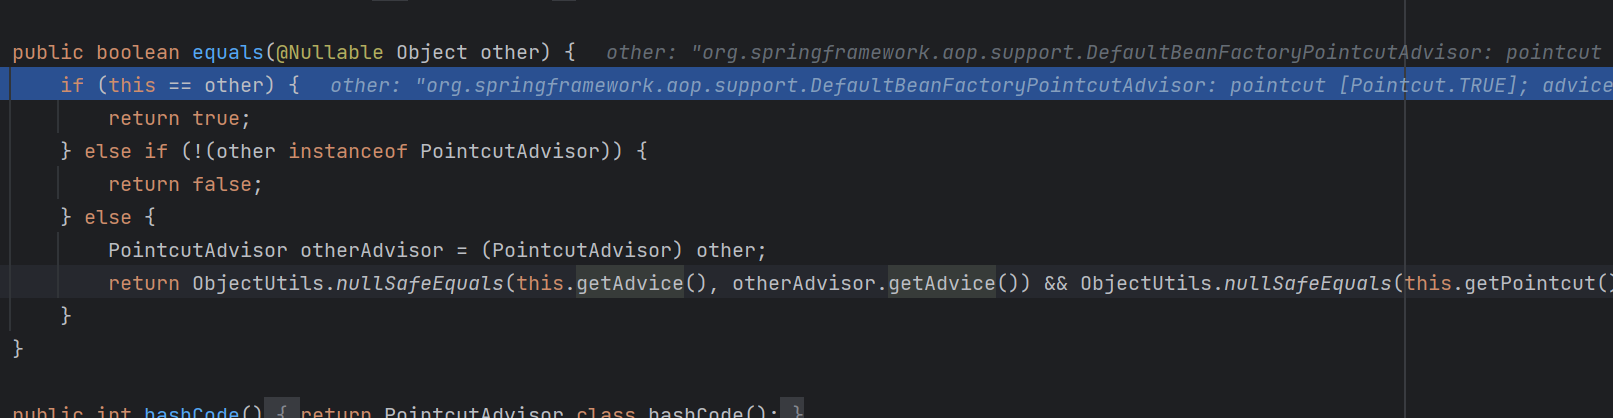 public boolean equals(@Nullable Object other) {   other: "org.springframework.aop.support.DefaultBeanFactoryPointcutAdvisor: pointcut
if (this == other) {   other: "org.springframework.aop.support.DefaultBeanFactoryPointcutAdvisor: pointcut [Pointcut.TRUE]; advice
return true;
} else if (!(other instanceof PointcutAdvisor)) {
return false;
} else {
PointcutAdvisor otherAdvisor = (PointcutAdvisor) other;
return ObjectUtils.nullSafeEquals(this.getAdvice(), otherAdvisor.getAdvice()) && ObjectUtils.nullSafeEquals(this.getPointcut()
}
}
public int hashCode() { return PointcutAdvisor.class.hashCode(); }